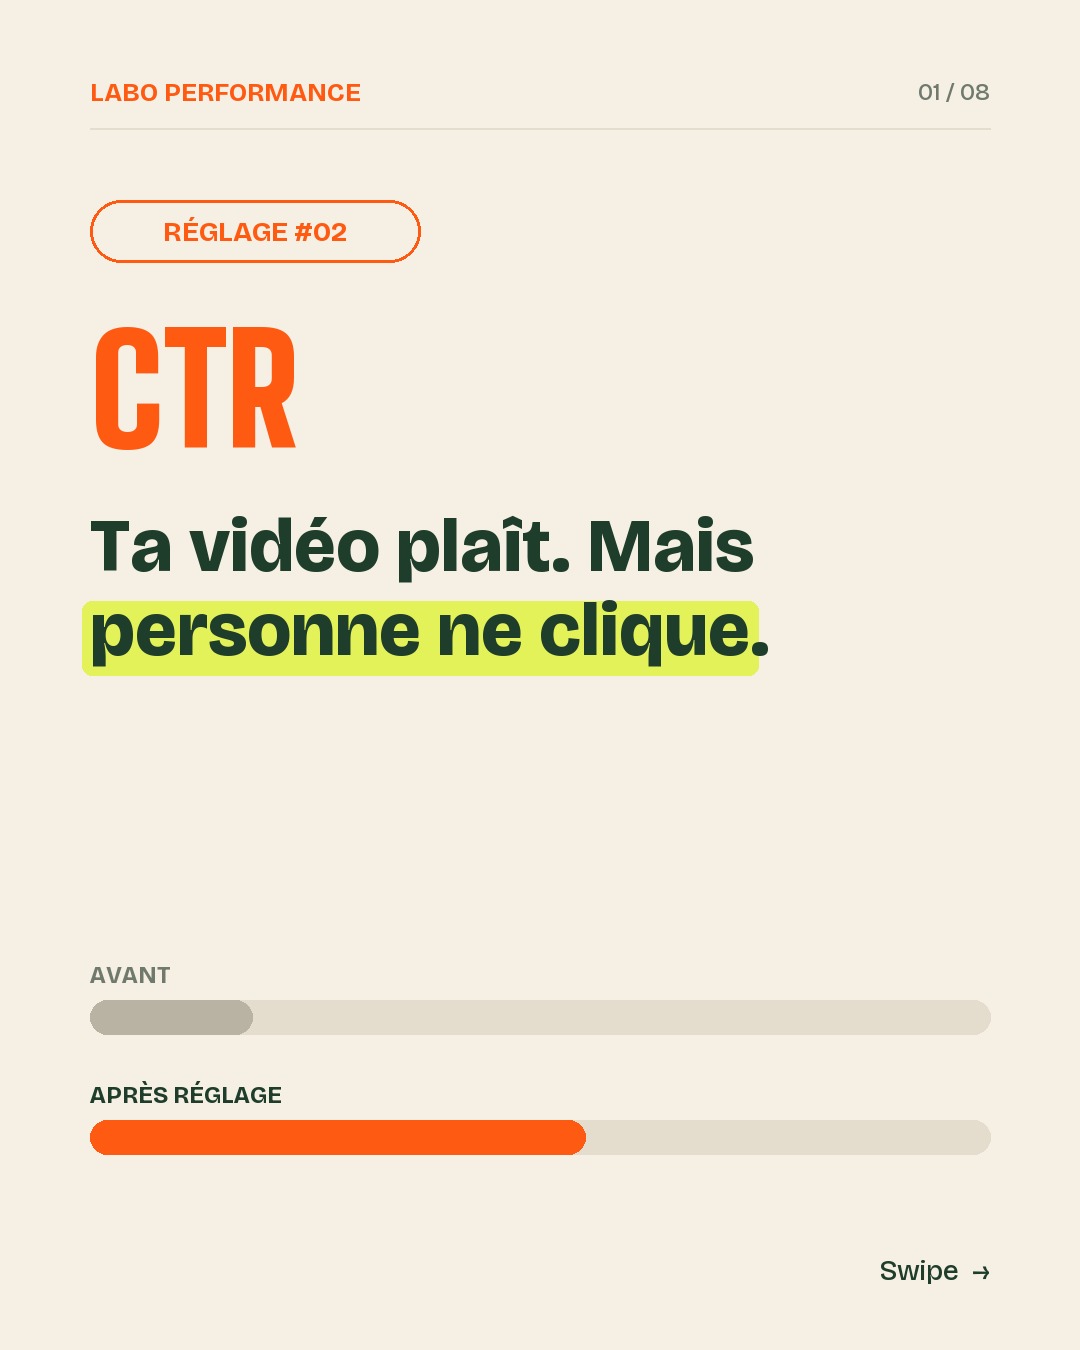 LABO PERFORMANCE
01 / 08
RÉGLAGE #02
CTR
Ta vidéo plaît. Mais
personne ne clique.
AVANT
APRÈS RÉGLAGE
Swipe →